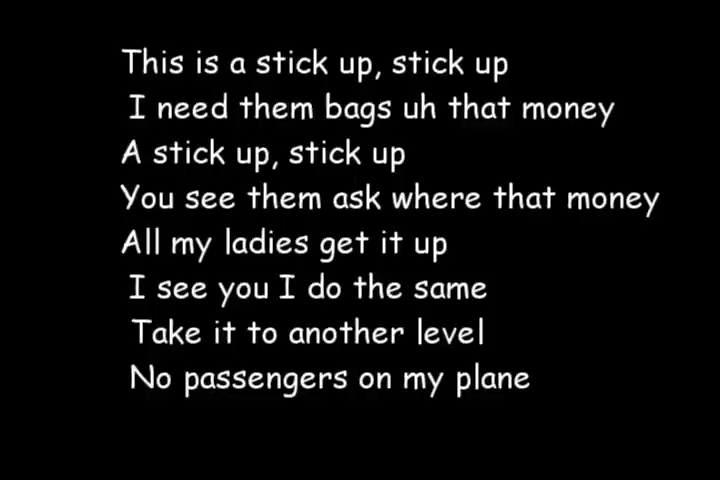 This is a stick up, stick up
I need them bags uh that money
A stick up, stick up
You see them ask where that money
All my ladies get it up
I see you I do the same
Take it to another level
No passengers on my plane